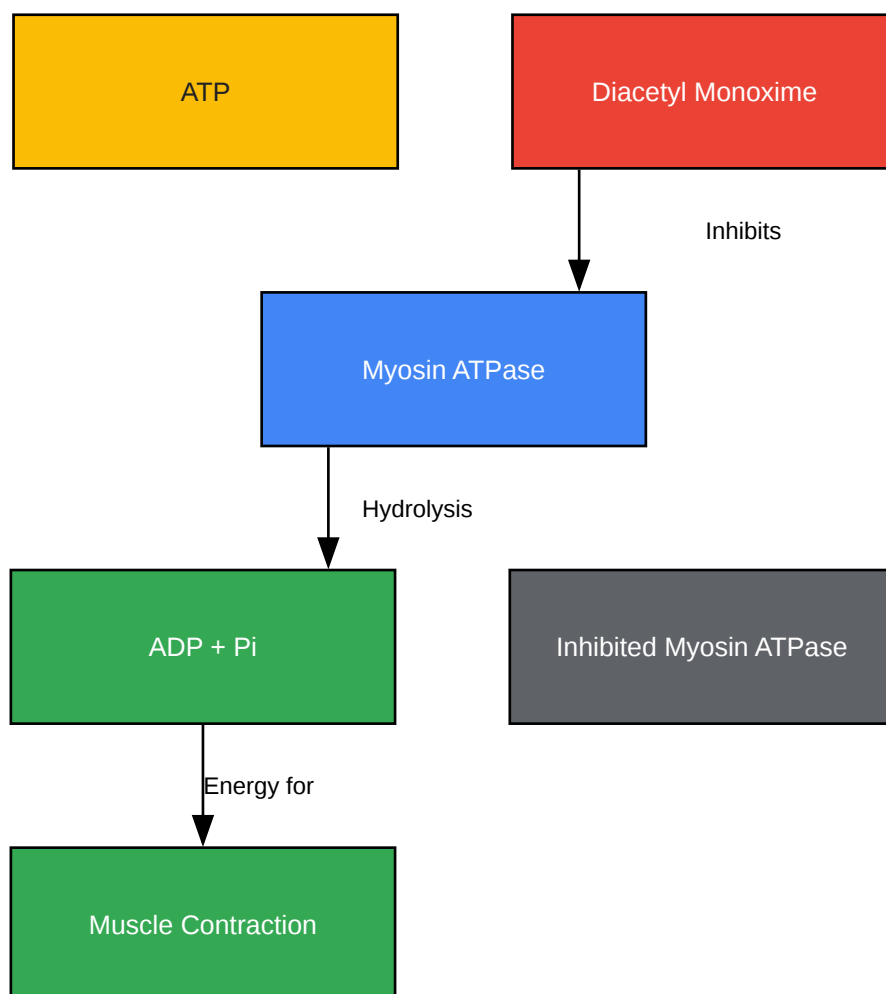 ATP
Diacetyl Monoxime
Inhibits
Myosin ATPase
Hydrolysis
ADP + Pi
Inhibited Myosin ATPase
Energy for
Muscle Contraction